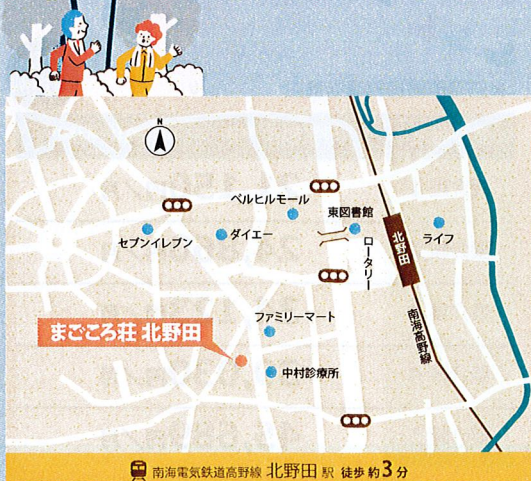 N
ベルヒルモール
東図書館
セブンイレブン
ダイエー
ロータリー
北野田
ライフ
ファミリーマート
南海高野線
まごころ荘 北野田
中村診療所
南海電気鉄道高野線 北野田 駅 徒歩 約3分